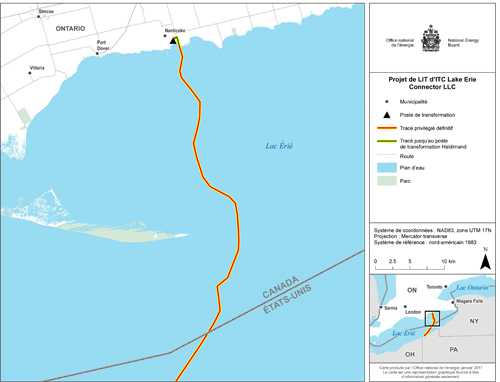 Simcoe
ONTARIO
Nanticoke
Port
Dover
Vittoria
Lac Érié
CANADA
ÉTATS-UNIS
Office national
de l'énergie
National Energy
Board
Projet de LIT d'ITC Lake Erie
Connector LLC
Municipalité
Poste de transformation
Tracé privilégié définitif
Tracé jusqu'au poste
de transformation Haldimand
Route
Plan d'eau
Parc
Système de coordonnées : NAD83, zone UTM 17N
Projection : Mercator transverse
Système de référence : nord-américain 1983
0 2.5 5 10 km
N
ON
Toronto
Lac Ontario
Sarnia
London
Niagara Falls
NY
Lac Érié
OH
PA
Carte produite par l'Office national de l'énergie, janvier 2017
La carte est une représentation graphique fournie à titre
d'information générale seulement.